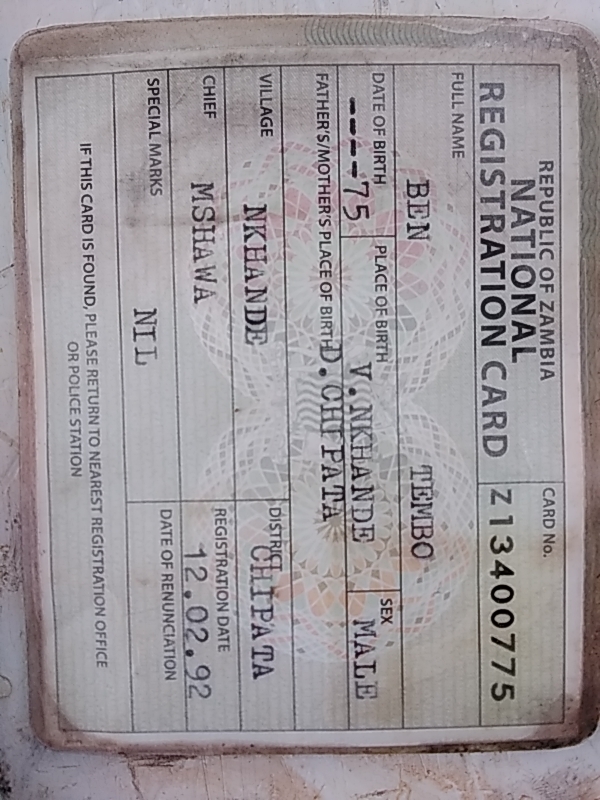 REPUBLIC OF ZAMBIA
NATIONAL
REGISTRATION CARD
CARD No.
Z13400775
FULL NAME
BEN TEMBO
DATE OF BIRTH
--.--75
PLACE OF BIRTH
V.NKHANDE
D.CHIPATA
SEX
MALE
FATHER'S/MOTHER'S PLACE OF BIRTH
VILLAGE
NKHANDE
DISTRICT
CHIPATA
CHIEF
MSHAWA
REGISTRATION DATE
12.02.92
SPECIAL MARKS
NIL
DATE OF RENUNCIATION
IF THIS CARD IS FOUND, PLEASE RETURN TO NEAREST REGISTRATION OFFICE
OR POLICE STATION